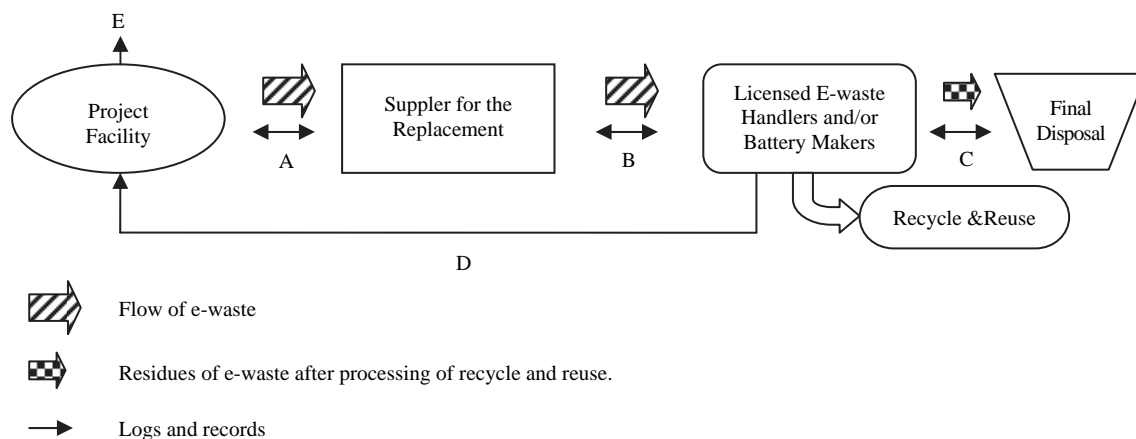 E
Project
Facility
A
Suppler for the
Replacement
B
Licensed E-waste
Handlers and/or
Battery Makers
C
Final
Disposal
Recycle &Reuse
D
Flow of e-waste
Residues of e-waste after processing of recycle and reuse.
Logs and records